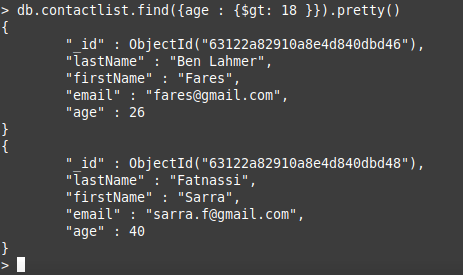 > db.contactlist.find({age : {$gt: 18 }}).pretty()
{
        "_id" : ObjectId("63122a82910a8e4d840dbd46"),
        "lastName" : "Ben Lahmer",
        "firstName" : "Fares",
        "email" : "fares@gmail.com",
        "age" : 26
}
{
        "_id" : ObjectId("63122a82910a8e4d840dbd48"),
        "lastName" : "Fatnassi",
        "firstName" : "Sarra",
        "email" : "sarra.f@gmail.com",
        "age" : 40
}
>